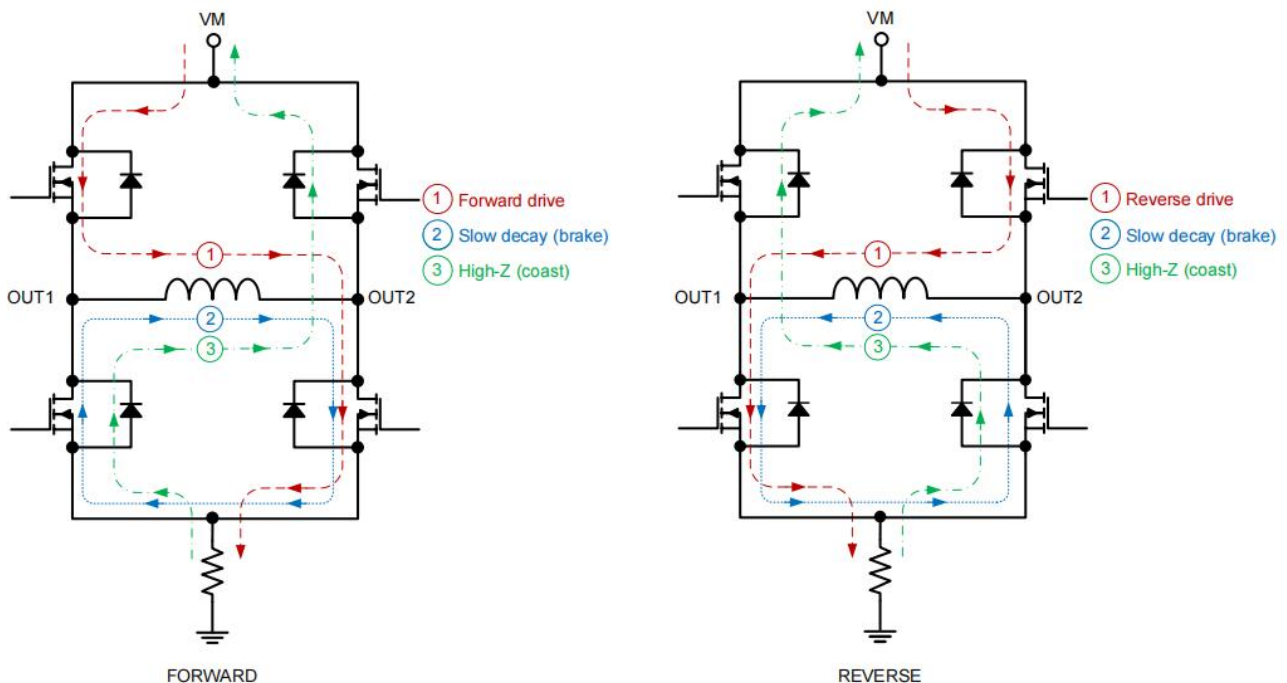 VM
1 Forward drive
2 Slow decay (brake)
3 High-Z (coast)
1
OUT1
OUT2
2
3
FORWARD
VM
1 Reverse drive
2 Slow decay (brake)
3 High-Z (coast)
1
OUT1
OUT2
2
3
REVERSE